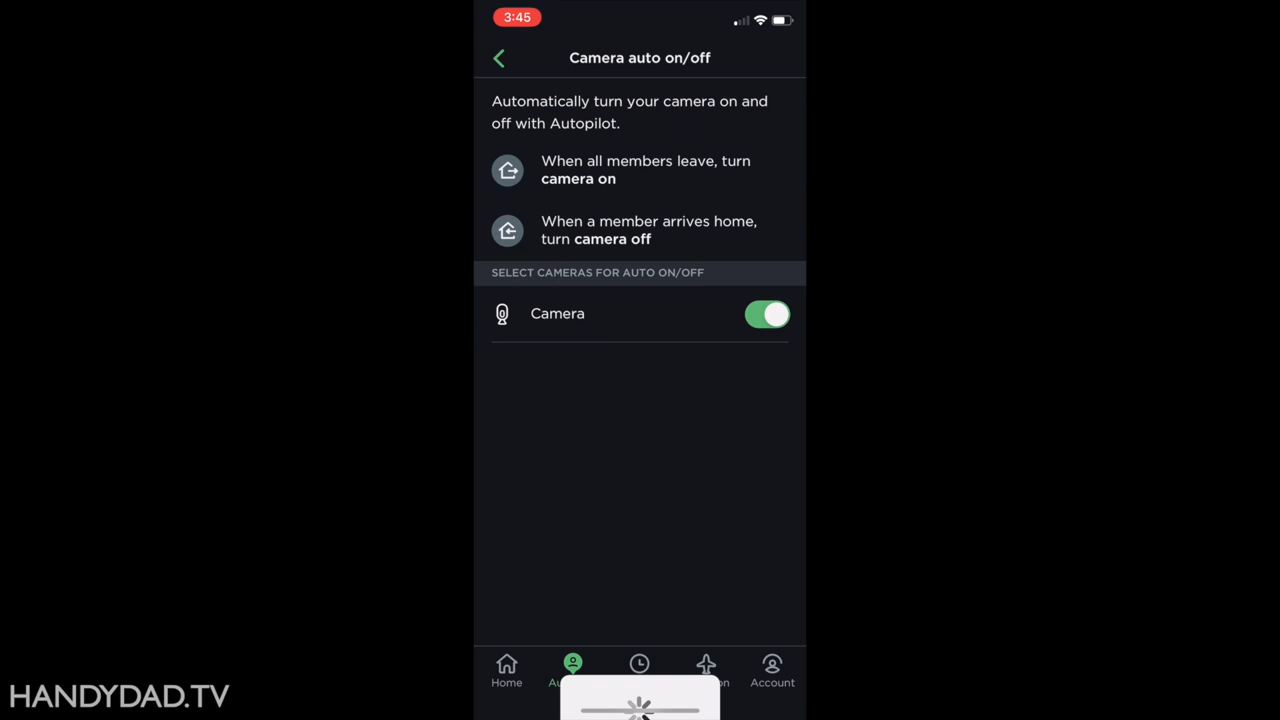 3:45
Camera auto on/off
Automatically turn your camera on and
off with Autopilot.
When all members leave, turn
camera on
When a member arrives home,
turn camera off
SELECT CAMERAS FOR AUTO ON/OFF
Camera
Home
Account
HANDYDAD.TV